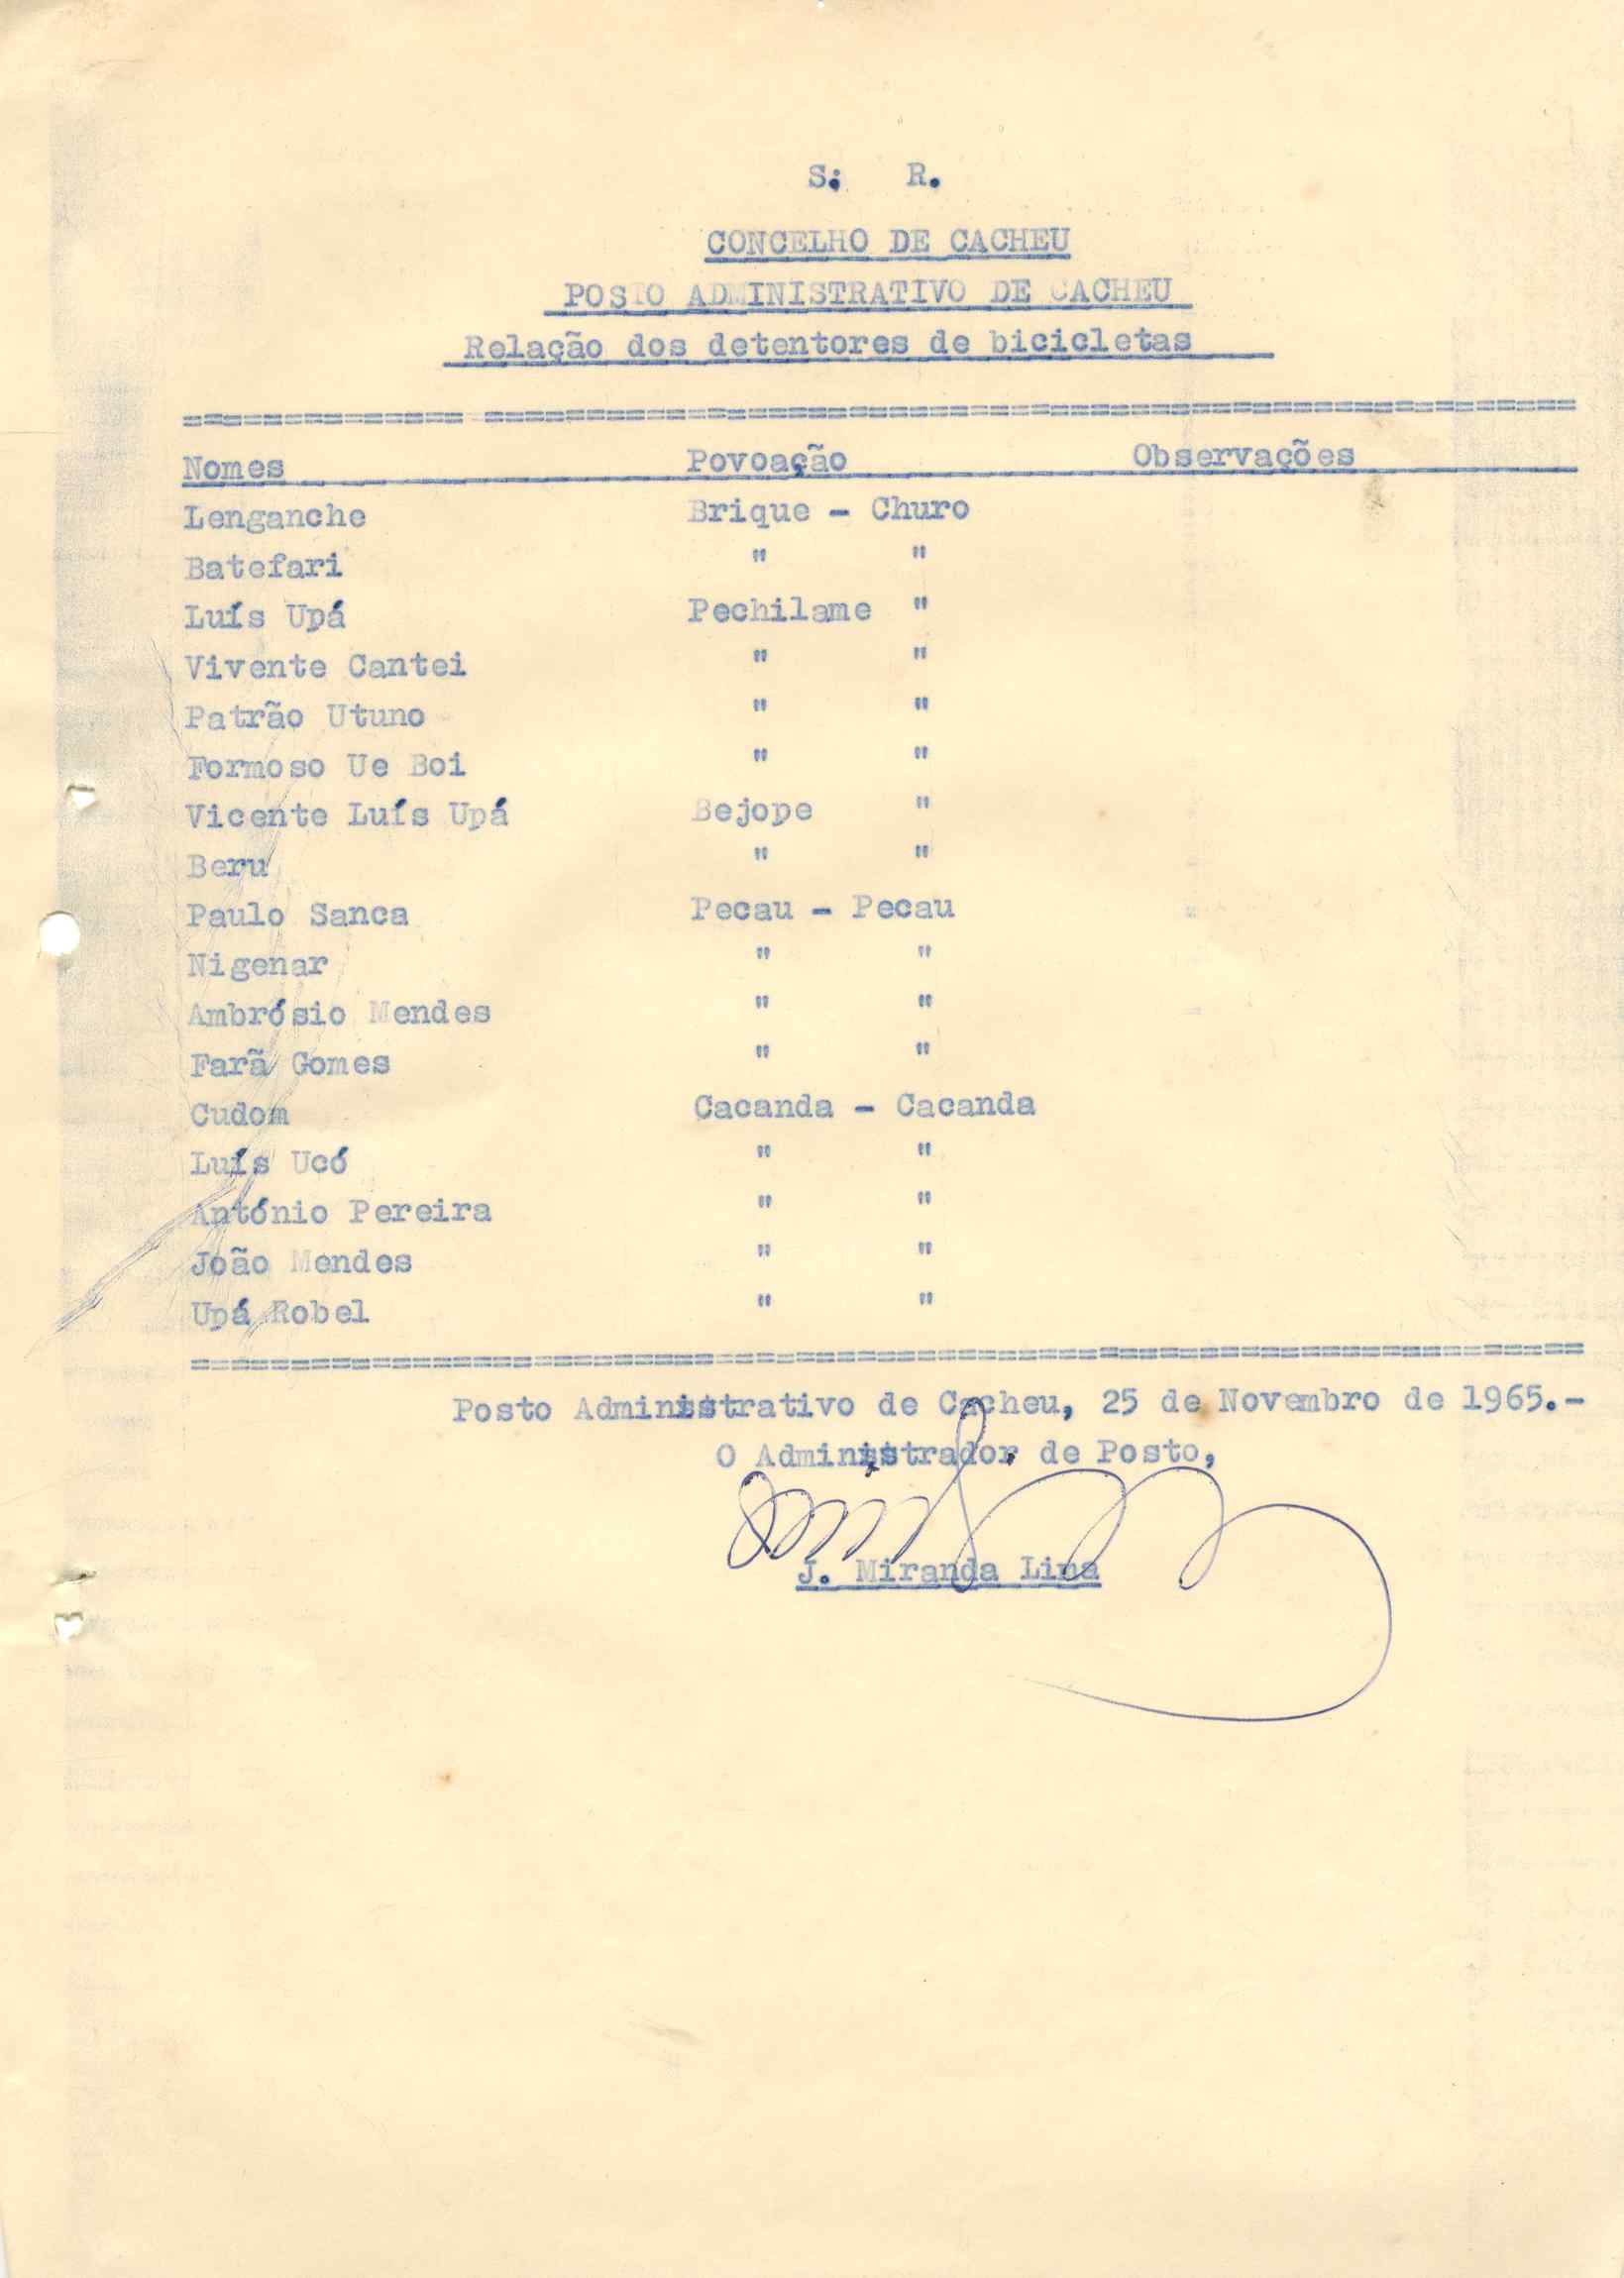 S. R.
CONCELHO DE CACHEU
POSTO ADMINISTRATIVO DE CACHEU
Relação dos detentores de bicicletas
Nomes Povoação Observações
Lenganche Brique - Churo
Batefari " "
Luís Upá Pechilame "
Vivente Cantei " "
Patrão Utuno " "
Formoso Ue Boi " "
Vicente Luís Upá Bejope "
Beru " "
Paulo Sanca Pecau - Pecau
Nigenar " "
Ambrósio Mendes " "
Farã Gomes " "
Cudom Cacanda - Cacanda
Luís Ucó " "
António Pereira " "
João Mendes " "
Upá Robel " "
Posto Administrativo de Cacheu, 25 de Novembro de 1965.-
O Administrador de Posto,
J. Miranda Lima